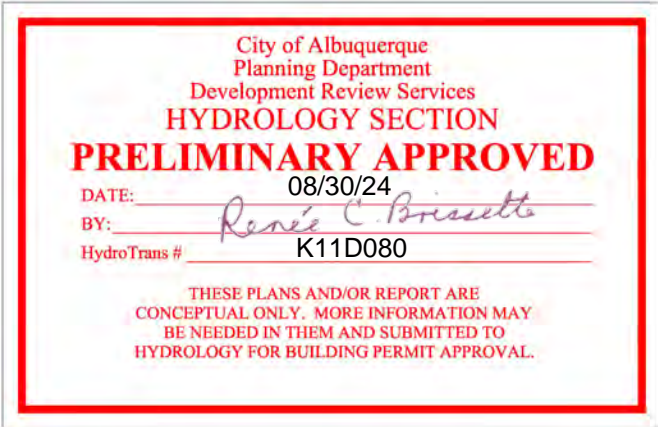 City of Albuquerque
Planning Department
Development Review Services
HYDROLOGY SECTION
PRELIMINARY APPROVED
DATE: 08/30/24
BY: Renée C. Brissette
HydroTrans # K11D080
THESE PLANS AND/OR REPORT ARE
CONCEPTUAL ONLY. MORE INFORMATION MAY
BE NEEDED IN THEM AND SUBMITTED TO
HYDROLOGY FOR BUILDING PERMIT APPROVAL.